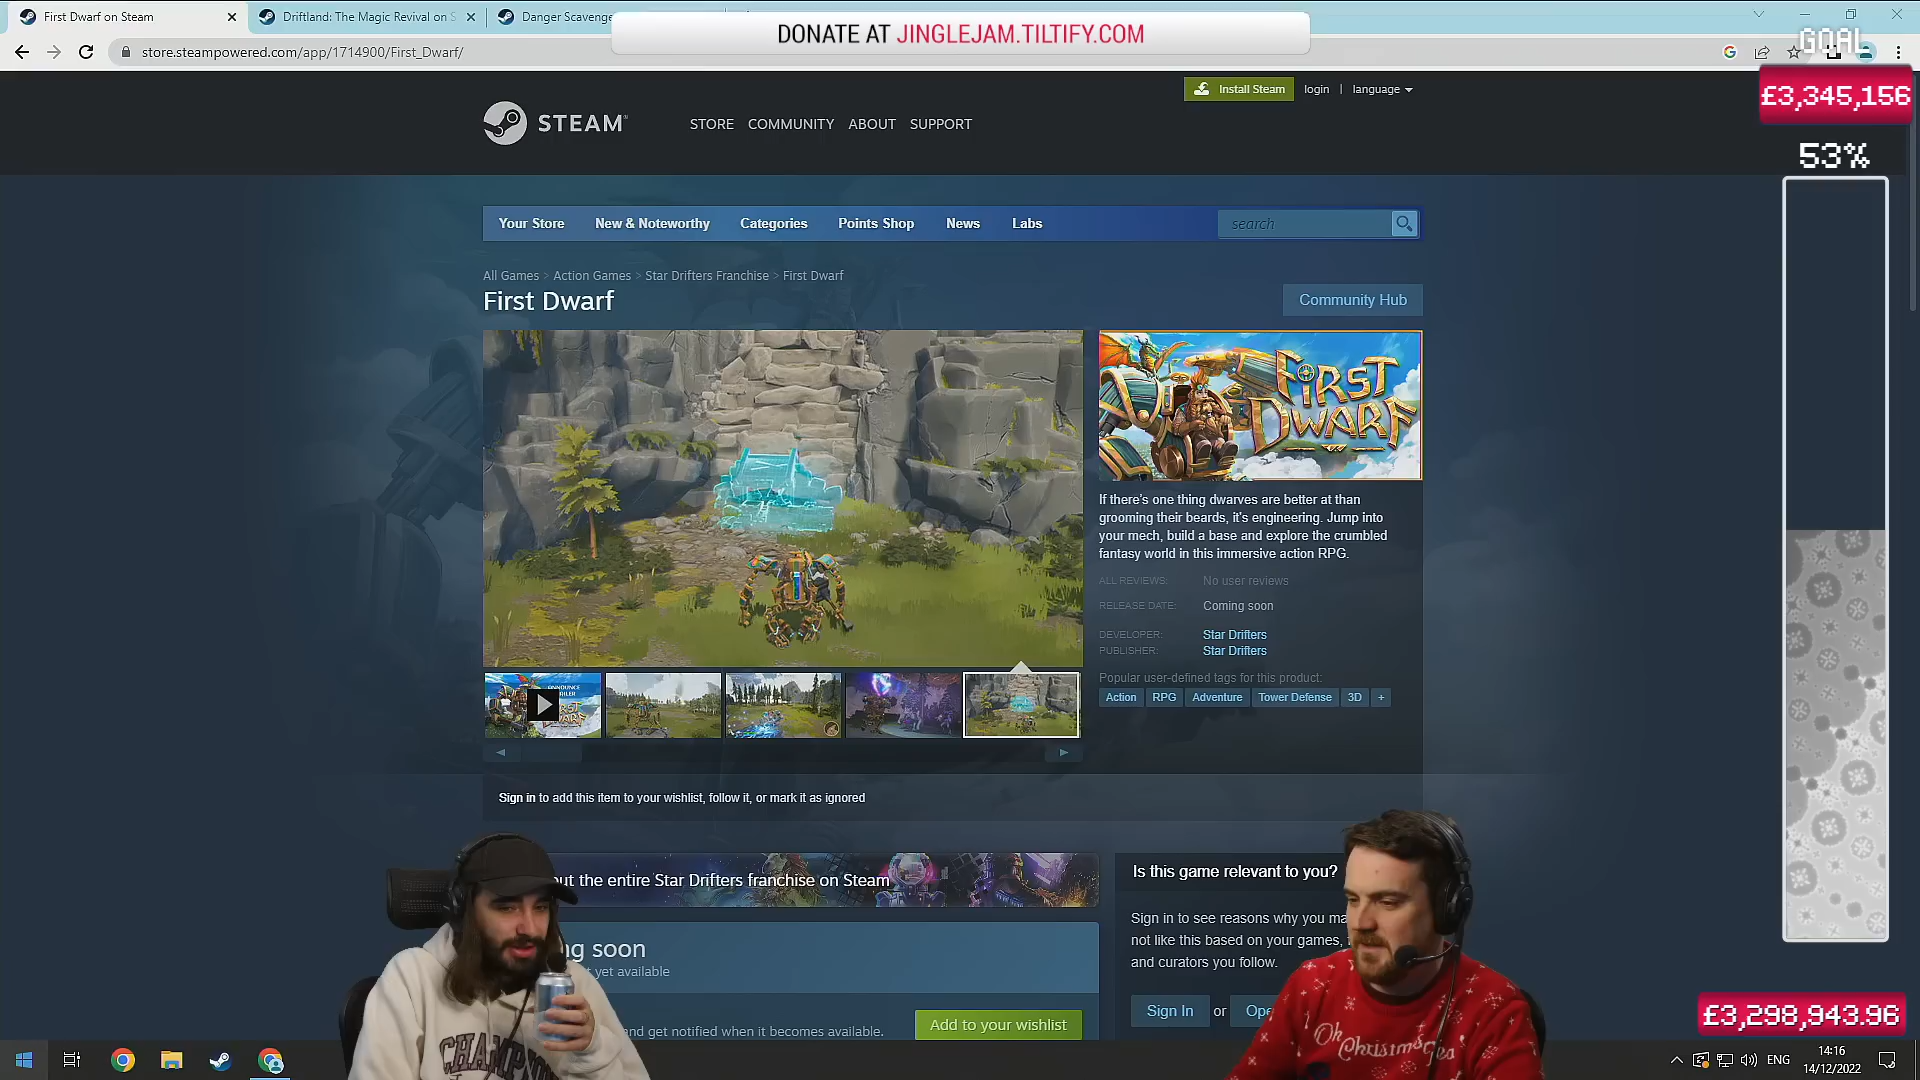 First Dwarf on Steam
Driftland: The Magic Revival on S
Danger Scavenge
DONATE AT JINGLEJAM.TILTIFY.COM
store.steampowered.com/app/1714900/First_Dwarf/
GOAL
£3,345,156
53%
Install Steam
login
|
language
STEAM
STORE
COMMUNITY
ABOUT
SUPPORT
Your Store
New & Noteworthy
Categories
Points Shop
News
Labs
search
All Games > Action Games > Star Drifters Franchise > First Dwarf
First Dwarf
Community Hub
FIRST
DWARF
If there's one thing dwarves are better at than
grooming their beards, it's engineering. Jump into
your mech, build a base and explore the crumbled
fantasy world in this immersive action RPG.
ALL REVIEWS:
No user reviews
RELEASE DATE:
Coming soon
DEVELOPER:
Star Drifters
PUBLISHER:
Star Drifters
Popular user-defined tags for this product:
Action
RPG
Adventure
Tower Defense
3D
+
Sign in to add this item to your wishlist, follow it, or mark it as ignored
ut the entire Star Drifters franchise on Steam
Is this game relevant to you?
Sign in to see reasons why you ma
not like this based on your games,
and curators you follow.
Sign In
or
Ope
ng soon
t yet available
and get notified when it becomes available.
Add to your wishlist
CHAMPION
Oh Christmas
£3,298,943.96
ENG
14:16
14/12/2022